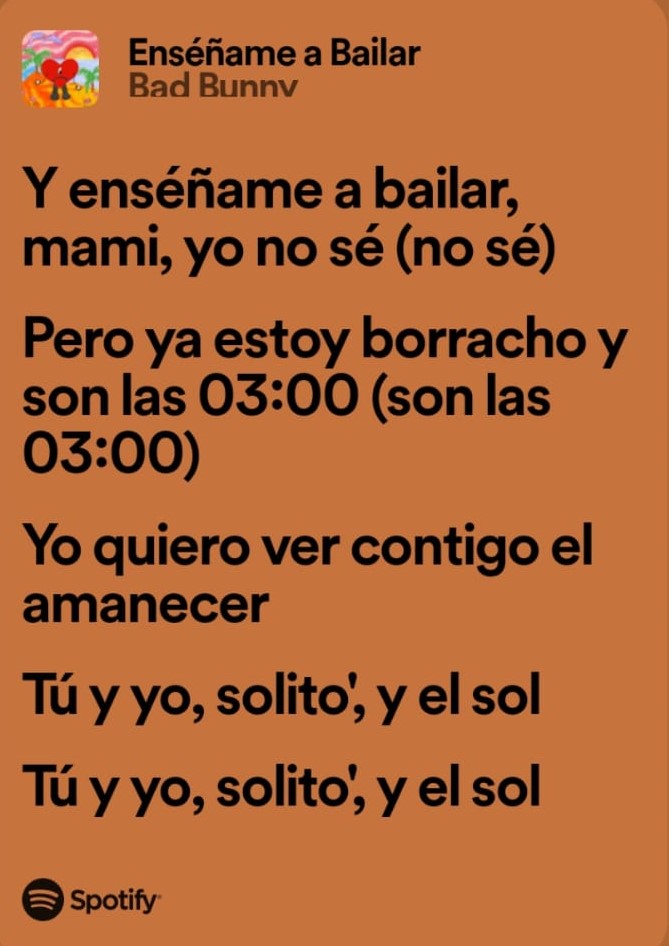 Enséñame a Bailar
Bad Bunny
Y enséñame a bailar,
mami, yo no sé (no sé)
Pero ya estoy borracho y
son las 03:00 (son las
03:00)
Yo quiero ver contigo el
amanecer
Tú y yo, solito', y el sol
Tú y yo, solito', y el sol
Spotify